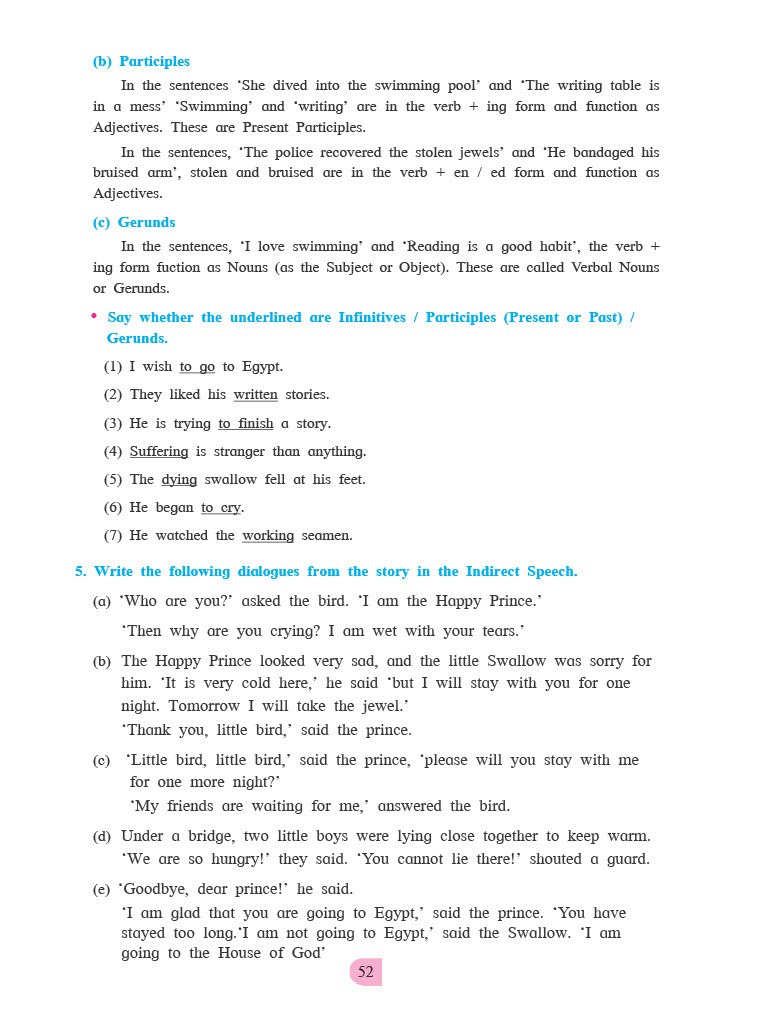 (b) Participles
In the sentences ‘She dived into the swimming pool’ and ‘The writing table is
in a mess’ ‘Swimming’ and ‘writing’ are in the verb + ing form and function as
Adjectives. These are Present Participles.
In the sentences, ‘The police recovered the stolen jewels’ and ‘He bandaged his
bruised arm’, stolen and bruised are in the verb + en / ed form and function as
Adjectives.
(c) Gerunds
In the sentences, ‘I love swimming’ and ‘Reading is a good habit’, the verb +
ing form fuction as Nouns (as the Subject or Object). These are called Verbal Nouns
or Gerunds.
• Say whether the underlined are Infinitives / Participles (Present or Past) /
Gerunds.
(1) I wish to go to Egypt.
(2) They liked his written stories.
(3) He is trying to finish a story.
(4) Suffering is stranger than anything.
(5) The dying swallow fell at his feet.
(6) He began to cry.
(7) He watched the working seamen.
5. Write the following dialogues from the story in the Indirect Speech.
(a) ‘Who are you?’ asked the bird. ‘I am the Happy Prince.’
‘Then why are you crying? I am wet with your tears.’
(b) The Happy Prince looked very sad, and the little Swallow was sorry for
him. ‘It is very cold here,’ he said ‘but I will stay with you for one
night. Tomorrow I will take the jewel.’
‘Thank you, little bird,’ said the prince.
(c) ‘Little bird, little bird,’ said the prince, ‘please will you stay with me
for one more night?’
‘My friends are waiting for me,’ answered the bird.
(d) Under a bridge, two little boys were lying close together to keep warm.
‘We are so hungry!’ they said. ‘You cannot lie there!’ shouted a guard.
(e) ‘Goodbye, dear prince!’ he said.
‘I am glad that you are going to Egypt,’ said the prince. ‘You have
stayed too long.‘I am not going to Egypt,’ said the Swallow. ‘I am
going to the House of God’
52